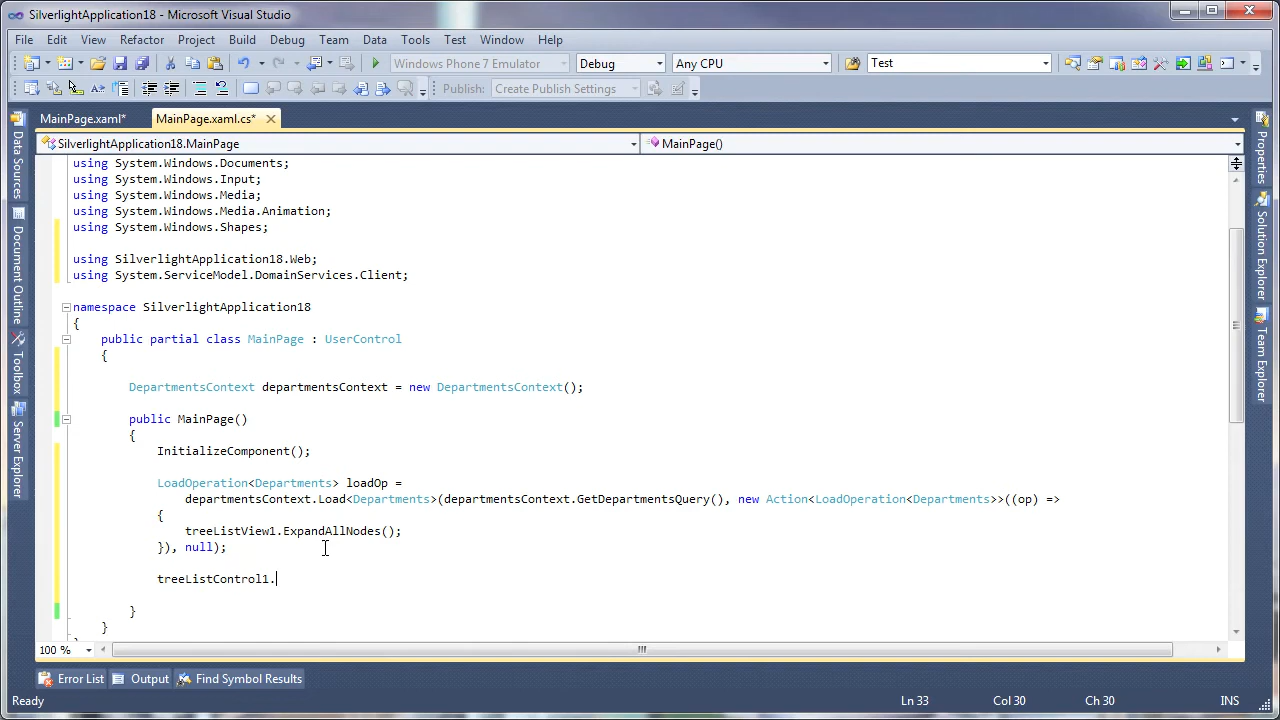 SilverlightApplication18 - Microsoft Visual Studio
File Edit View Refactor Project Build Debug Team Data Tools Test Window Help
Windows Phone 7 Emulator Debug Any CPU Test
Publish: Create Publish Settings
MainPage.xaml* MainPage.xaml.cs*
SilverlightApplication18.MainPage MainPage()
using System.Windows.Documents;
using System.Windows.Input;
using System.Windows.Media;
using System.Windows.Media.Animation;
using System.Windows.Shapes;
using SilverlightApplication18.Web;
using System.ServiceModel.DomainServices.Client;
namespace SilverlightApplication18
{
public partial class MainPage : UserControl
{
DepartmentsContext departmentsContext = new DepartmentsContext();
public MainPage()
{
InitializeComponent();
LoadOperation<Departments> loadOp =
departmentsContext.Load<Departments>(departmentsContext.GetDepartmentsQuery(), new Action<LoadOperation<Departments>>((op) =>
{
treeListView1.ExpandAllNodes();
}), null);
treeListControl1.
}
}
100 %
Error List Output Find Symbol Results
Ready Ln 33 Col 30 Ch 30 INS
Data Sources
Document Outline
Toolbox
Server Explorer
Properties
Solution Explorer
Team Explorer